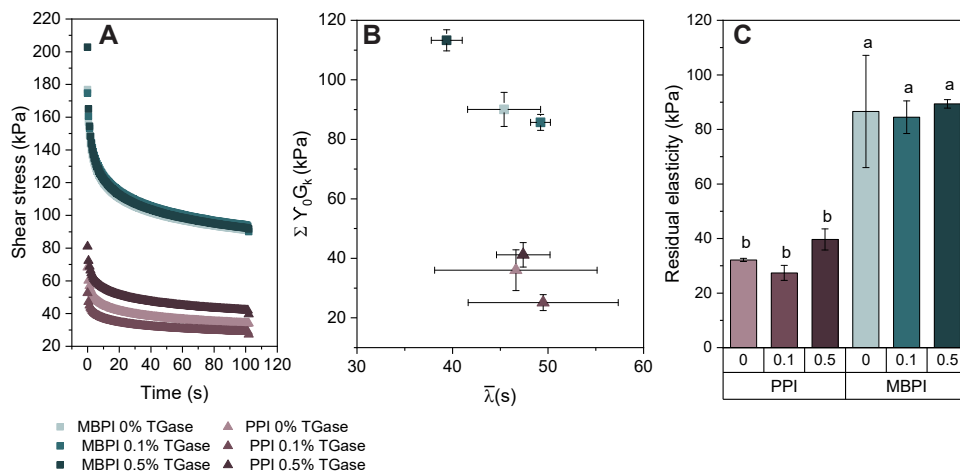 A
Shear stress (kPa)
220
200
180
160
140
120
100
80
60
40
20
0 20 40 60 80 100 120
Time (s)
B
Σ ϒ₀Gₖ (kPa)
120
100
80
60
40
20
30 40 50 60
λ̅(s)
C
Residual elasticity (kPa)
120
100
80
60
40
20
0
b b b a a a
0 0.1 0.5 0 0.1 0.5
PPI MBPI
MBPI 0% TGase PPI 0% TGase
MBPI 0.1% TGase PPI 0.1% TGase
MBPI 0.5% TGase PPI 0.5% TGase